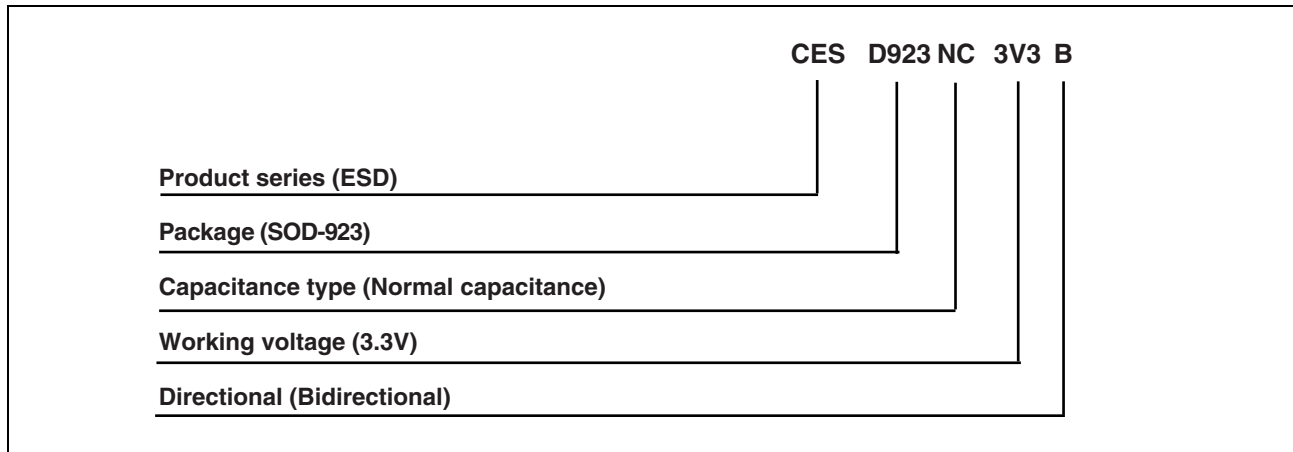 CES D923 NC 3V3 B
Product series (ESD)
Package (SOD-923)
Capacitance type (Normal capacitance)
Working voltage (3.3V)
Directional (Bidirectional)